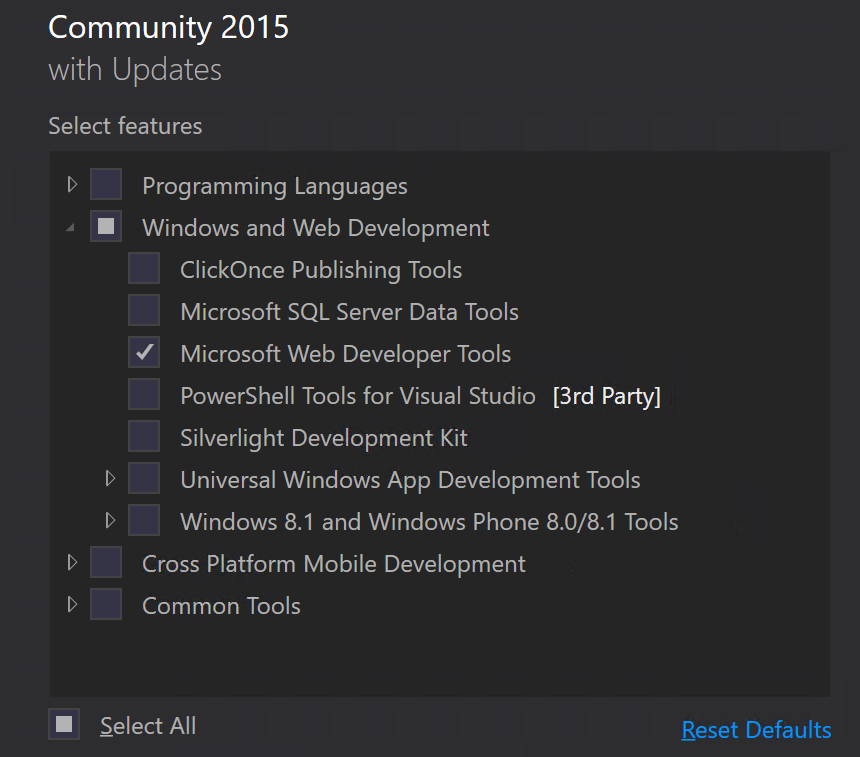 Community 2015
with Updates
Select features
Programming Languages
Windows and Web Development
ClickOnce Publishing Tools
Microsoft SQL Server Data Tools
Microsoft Web Developer Tools
PowerShell Tools for Visual Studio [3rd Party]
Silverlight Development Kit
Universal Windows App Development Tools
Windows 8.1 and Windows Phone 8.0/8.1 Tools
Cross Platform Mobile Development
Common Tools
Select All
Reset Defaults